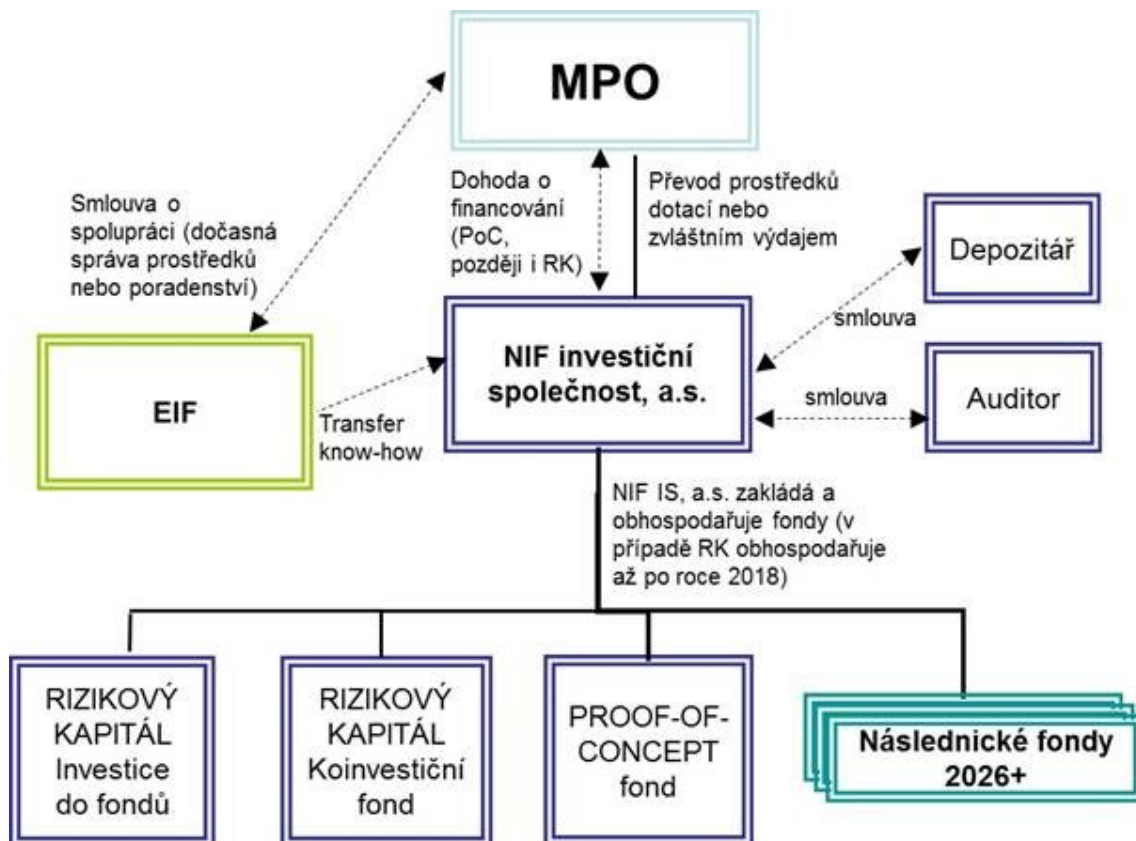 MPO
Smlouva o
spolupráci (dočasná
správa prostředků
nebo poradenství)
Dohoda o
financování
(PoC,
později i RK)
Převod prostředků
dotací nebo
zvláštním výdajem
Depozitář
smlouva
EIF
Transfer
know-how
NIF investiční
společnost, a.s.
smlouva
Auditor
NIF IS, a.s. zakládá a
obhospodařuje fondy (v
případě RK obhospodařuje
až po roce 2018)
RIZIKOVÝ
KAPITÁL
Investice
do fondů
RIZIKOVÝ
KAPITÁL
Koinvestiční
fond
PROOF-OF-
CONCEPT
fond
Následnické fondy
2026+